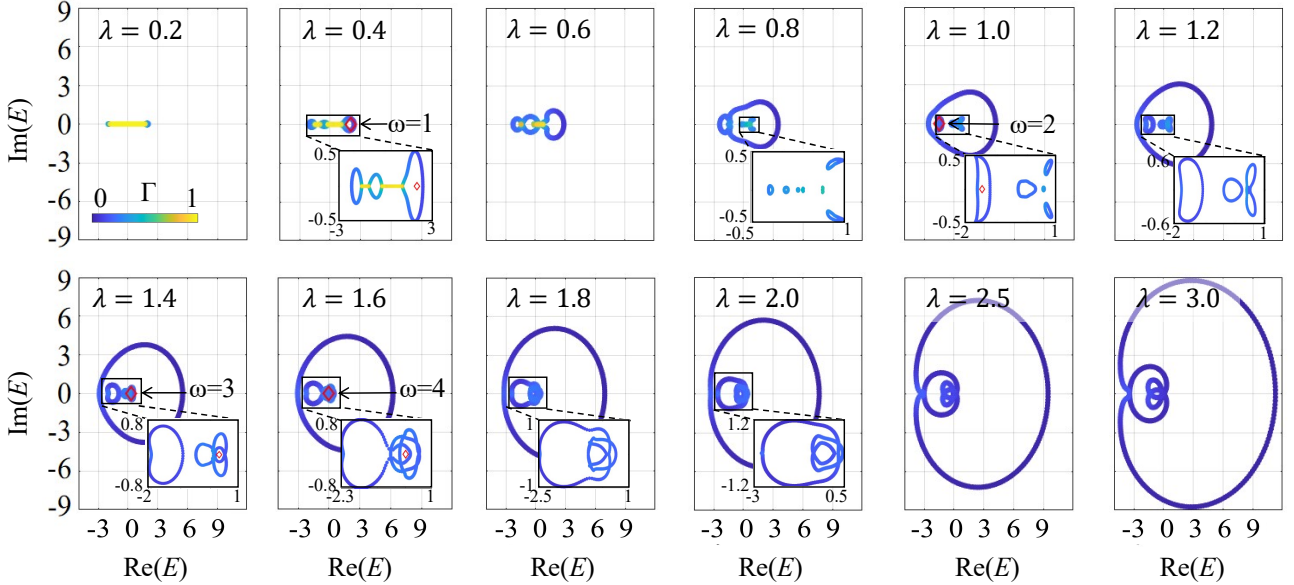 9
6
3
0
-3
-6
-9
Im(E)
λ = 0.2
0 Γ 1
λ = 0.4
ω=1
0.5
-0.5
-3 3
λ = 0.6
λ = 0.8
0.5
-0.5
-0.5 1
λ = 1.0
ω=2
0.5
-0.5
-2 1
λ = 1.2
0.6
-0.6
-2 1
9
6
3
0
-3
-6
-9
Im(E)
λ = 1.4
ω=3
0.8
-0.8
-2 1
λ = 1.6
ω=4
0.8
-0.8
-2.3 1
λ = 1.8
1
-1
-2.5 1
λ = 2.0
1.2
-1.2
-3 0.5
λ = 2.5
λ = 3.0
-3 0 3 6 9
-3 0 3 6 9
-3 0 3 6 9
-3 0 3 6 9
-3 0 3 6 9
-3 0 3 6 9
Re(E)
Re(E)
Re(E)
Re(E)
Re(E)
Re(E)